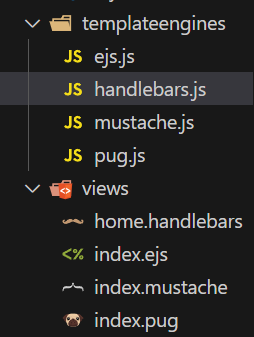 templateengines
JS ejs.js
JS handlebars.js
JS mustache.js
JS pug.js
views
home.handlebars
<% index.ejs
index.mustache
index.pug